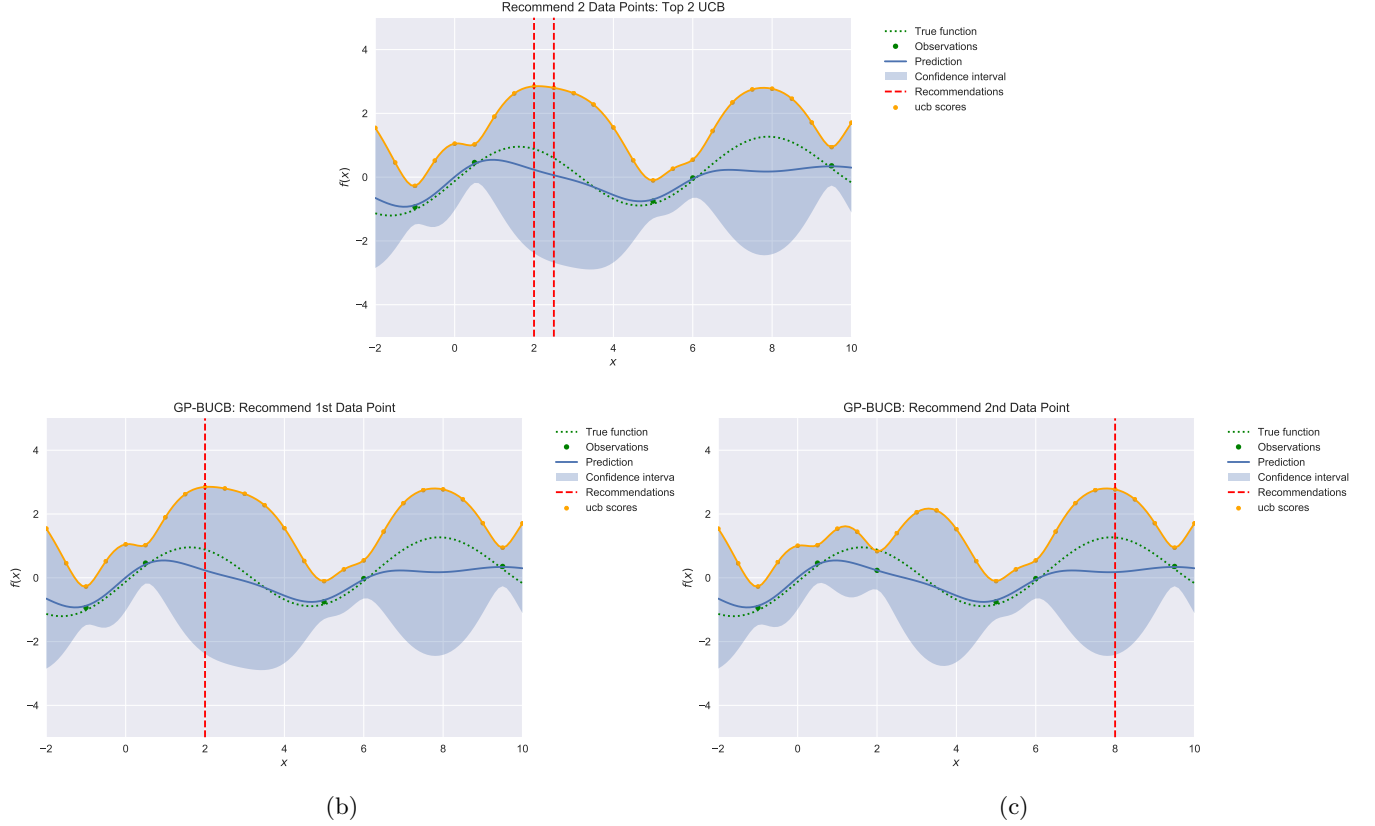 Recommend 2 Data Points: Top 2 UCB
4
2
0
−2
−4
f(x)
−2 0 2 4 6 8 10
x
True function
Observations
Prediction
Confidence interval
Recommendations
ucb scores
GP-BUCB: Recommend 1st Data Point
4
2
0
−2
−4
f(x)
−2 0 2 4 6 8 10
x
True function
Observations
Prediction
Confidence interva
Recommendations
ucb scores
(b)
GP-BUCB: Recommend 2nd Data Point
4
2
0
−2
−4
f(x)
−2 0 2 4 6 8 10
x
True function
Observations
Prediction
Confidence interval
Recommendations
ucb scores
(c)